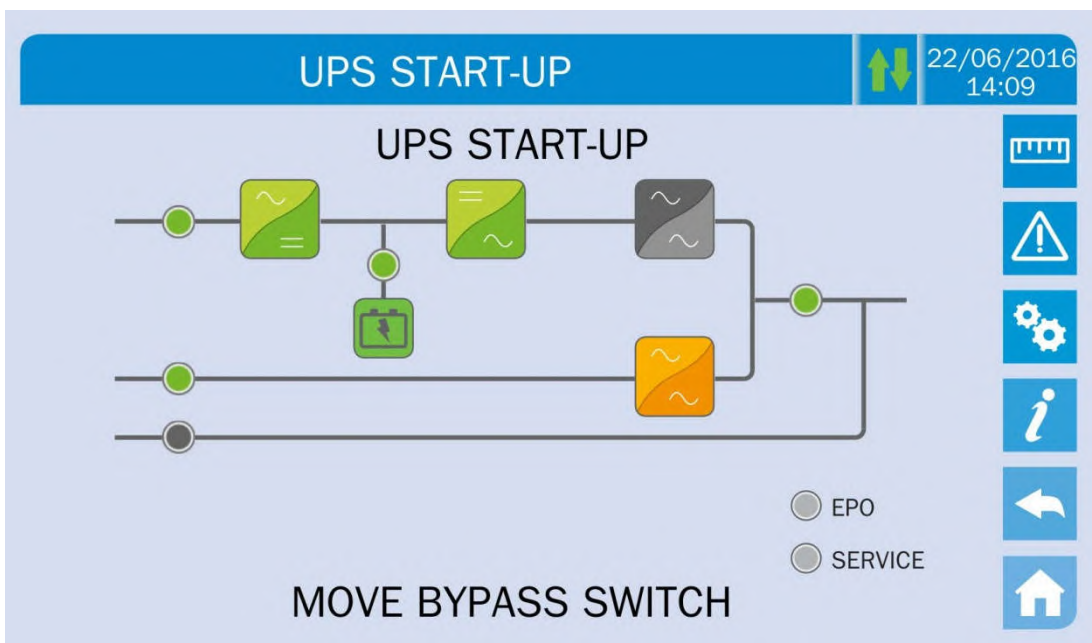 UPS START-UP
22/06/2016
14:09
UPS START-UP
EPO
SERVICE
MOVE BYPASS SWITCH